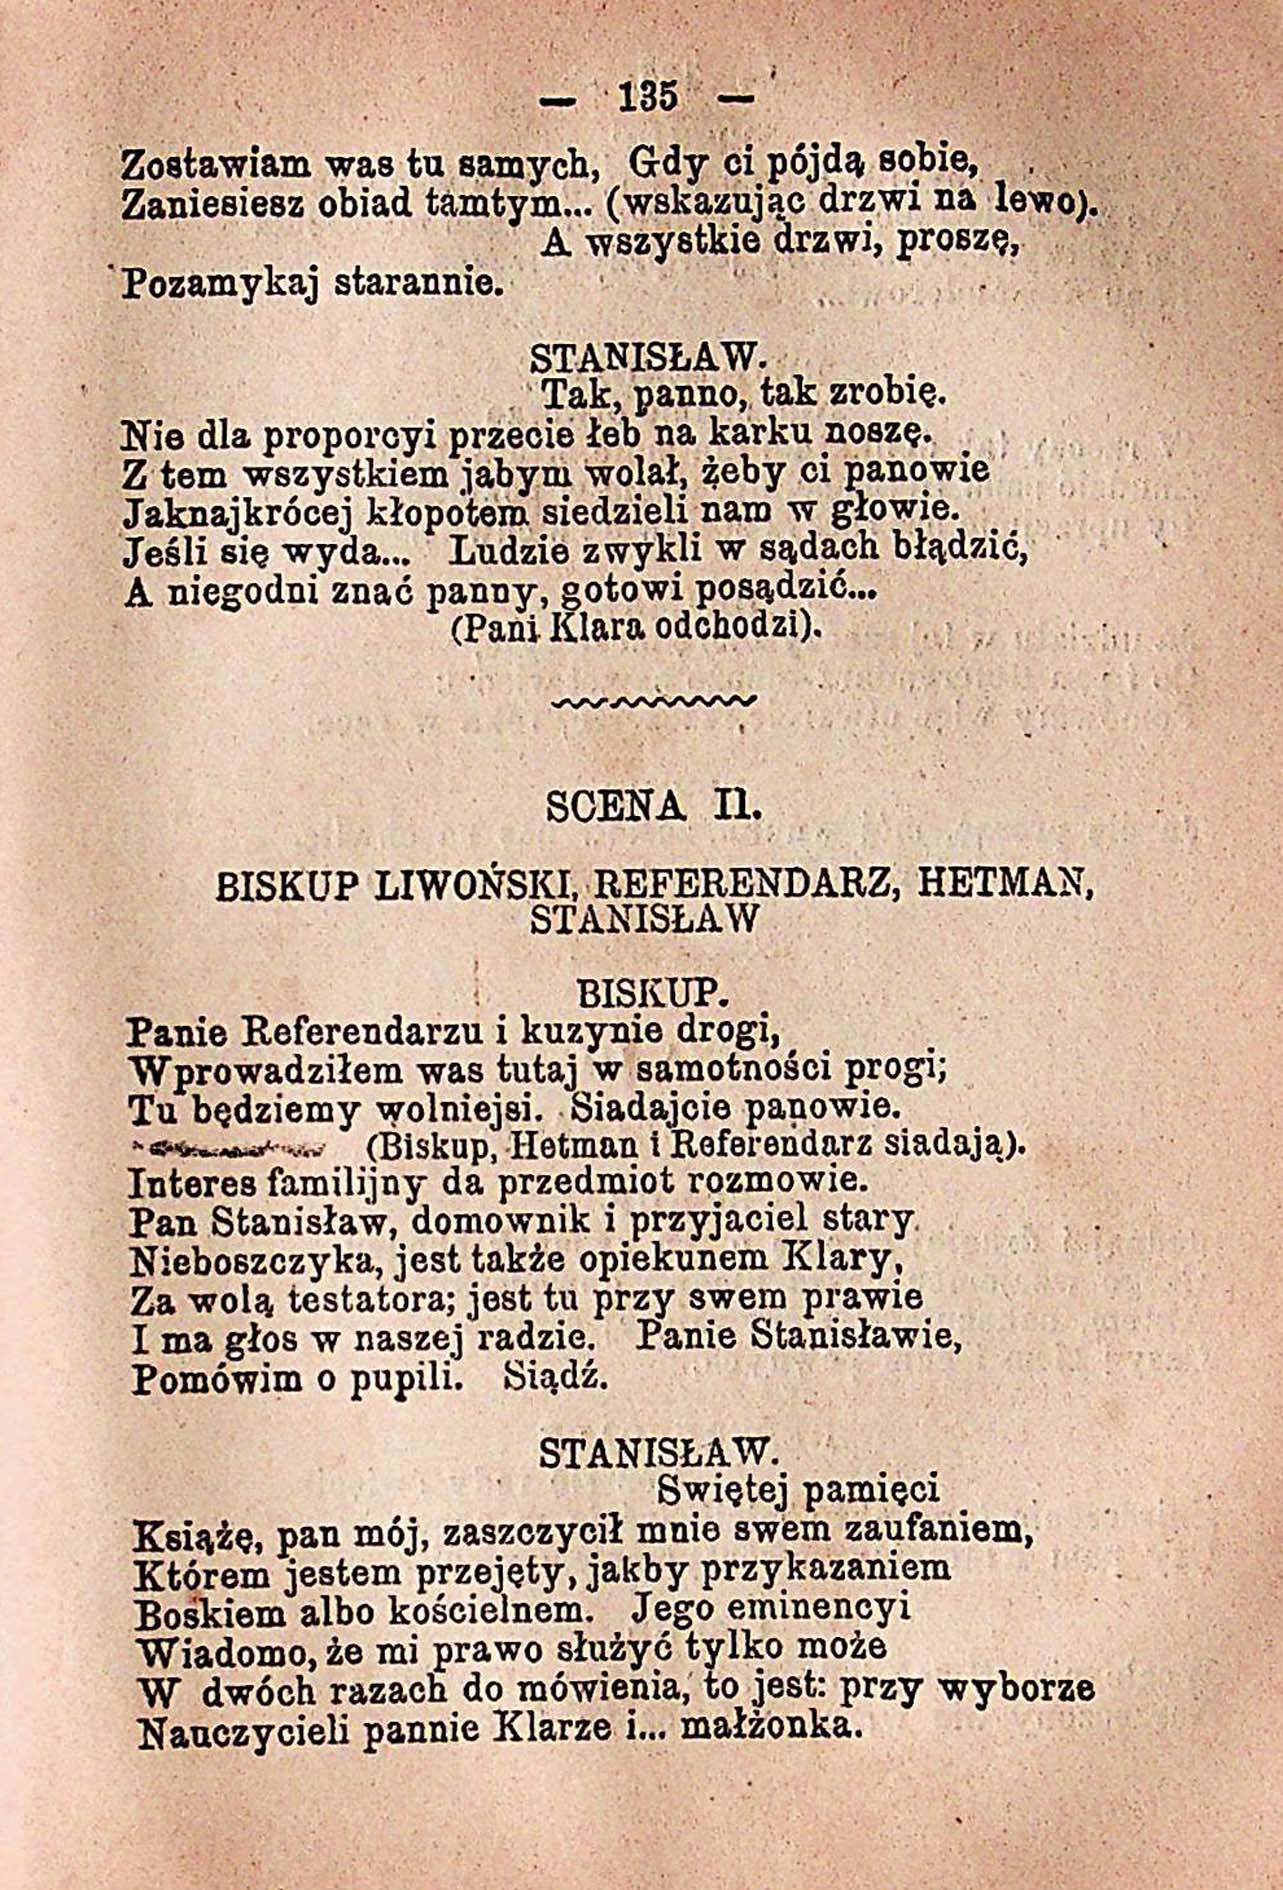 — 135 —
Zostawiam was tu samych, Gdy ci pójdą sobie,
Zaniesiesz obiad tamtym... (wskazując drzwi na lewo).
A wszystkie drzwi, proszę,
Pozamykaj starannie.
STANISŁAW.
Tak, panno, tak zrobię.
Nie dla proporcyi przecie łeb na karku noszę.
Z tem wszystkiem jabym wolał, żeby ci panowie
Jaknajkrócej kłopotem siedzieli nam w głowie.
Jeśli się wyda... Ludzie zwykli w sądach błądzić,
A niegodni znać panny, gotowi posądzić...
(Pani Klara odchodzi).
SCENA II.
BISKUP LIWOŃSKI, REFERENDARZ, HETMAN,
STANISŁAW
BISKUP.
Panie Referendarzu i kuzynie drogi,
Wprowadziłem was tutaj w samotności progi;
Tu będziemy wolniejsi. Siadajcie panowie.
(Biskup, Hetman i Referendarz siadają).
Interes familijny da przedmiot rozmowie.
Pan Stanisław, domownik i przyjaciel stary
Nieboszczyka, jest także opiekunem Klary,
Za wolą testatora; jest tu przy swem prawie
I ma głos w naszej radzie. Panie Stanisławie,
Pomówim o pupili. Siądź.
STANISŁAW.
Swiętej pamięci
Książę, pan mój, zaszczycił mnie swem zaufaniem,
Którem jestem przejęty, jakby przykazaniem
Boskiem albo kościelnem. Jego eminencyi
Wiadomo, że mi prawo służyć tylko może
W dwóch razach do mówienia, to jest: przy wyborze
Nauczycieli pannie Klarze i... małżonka.